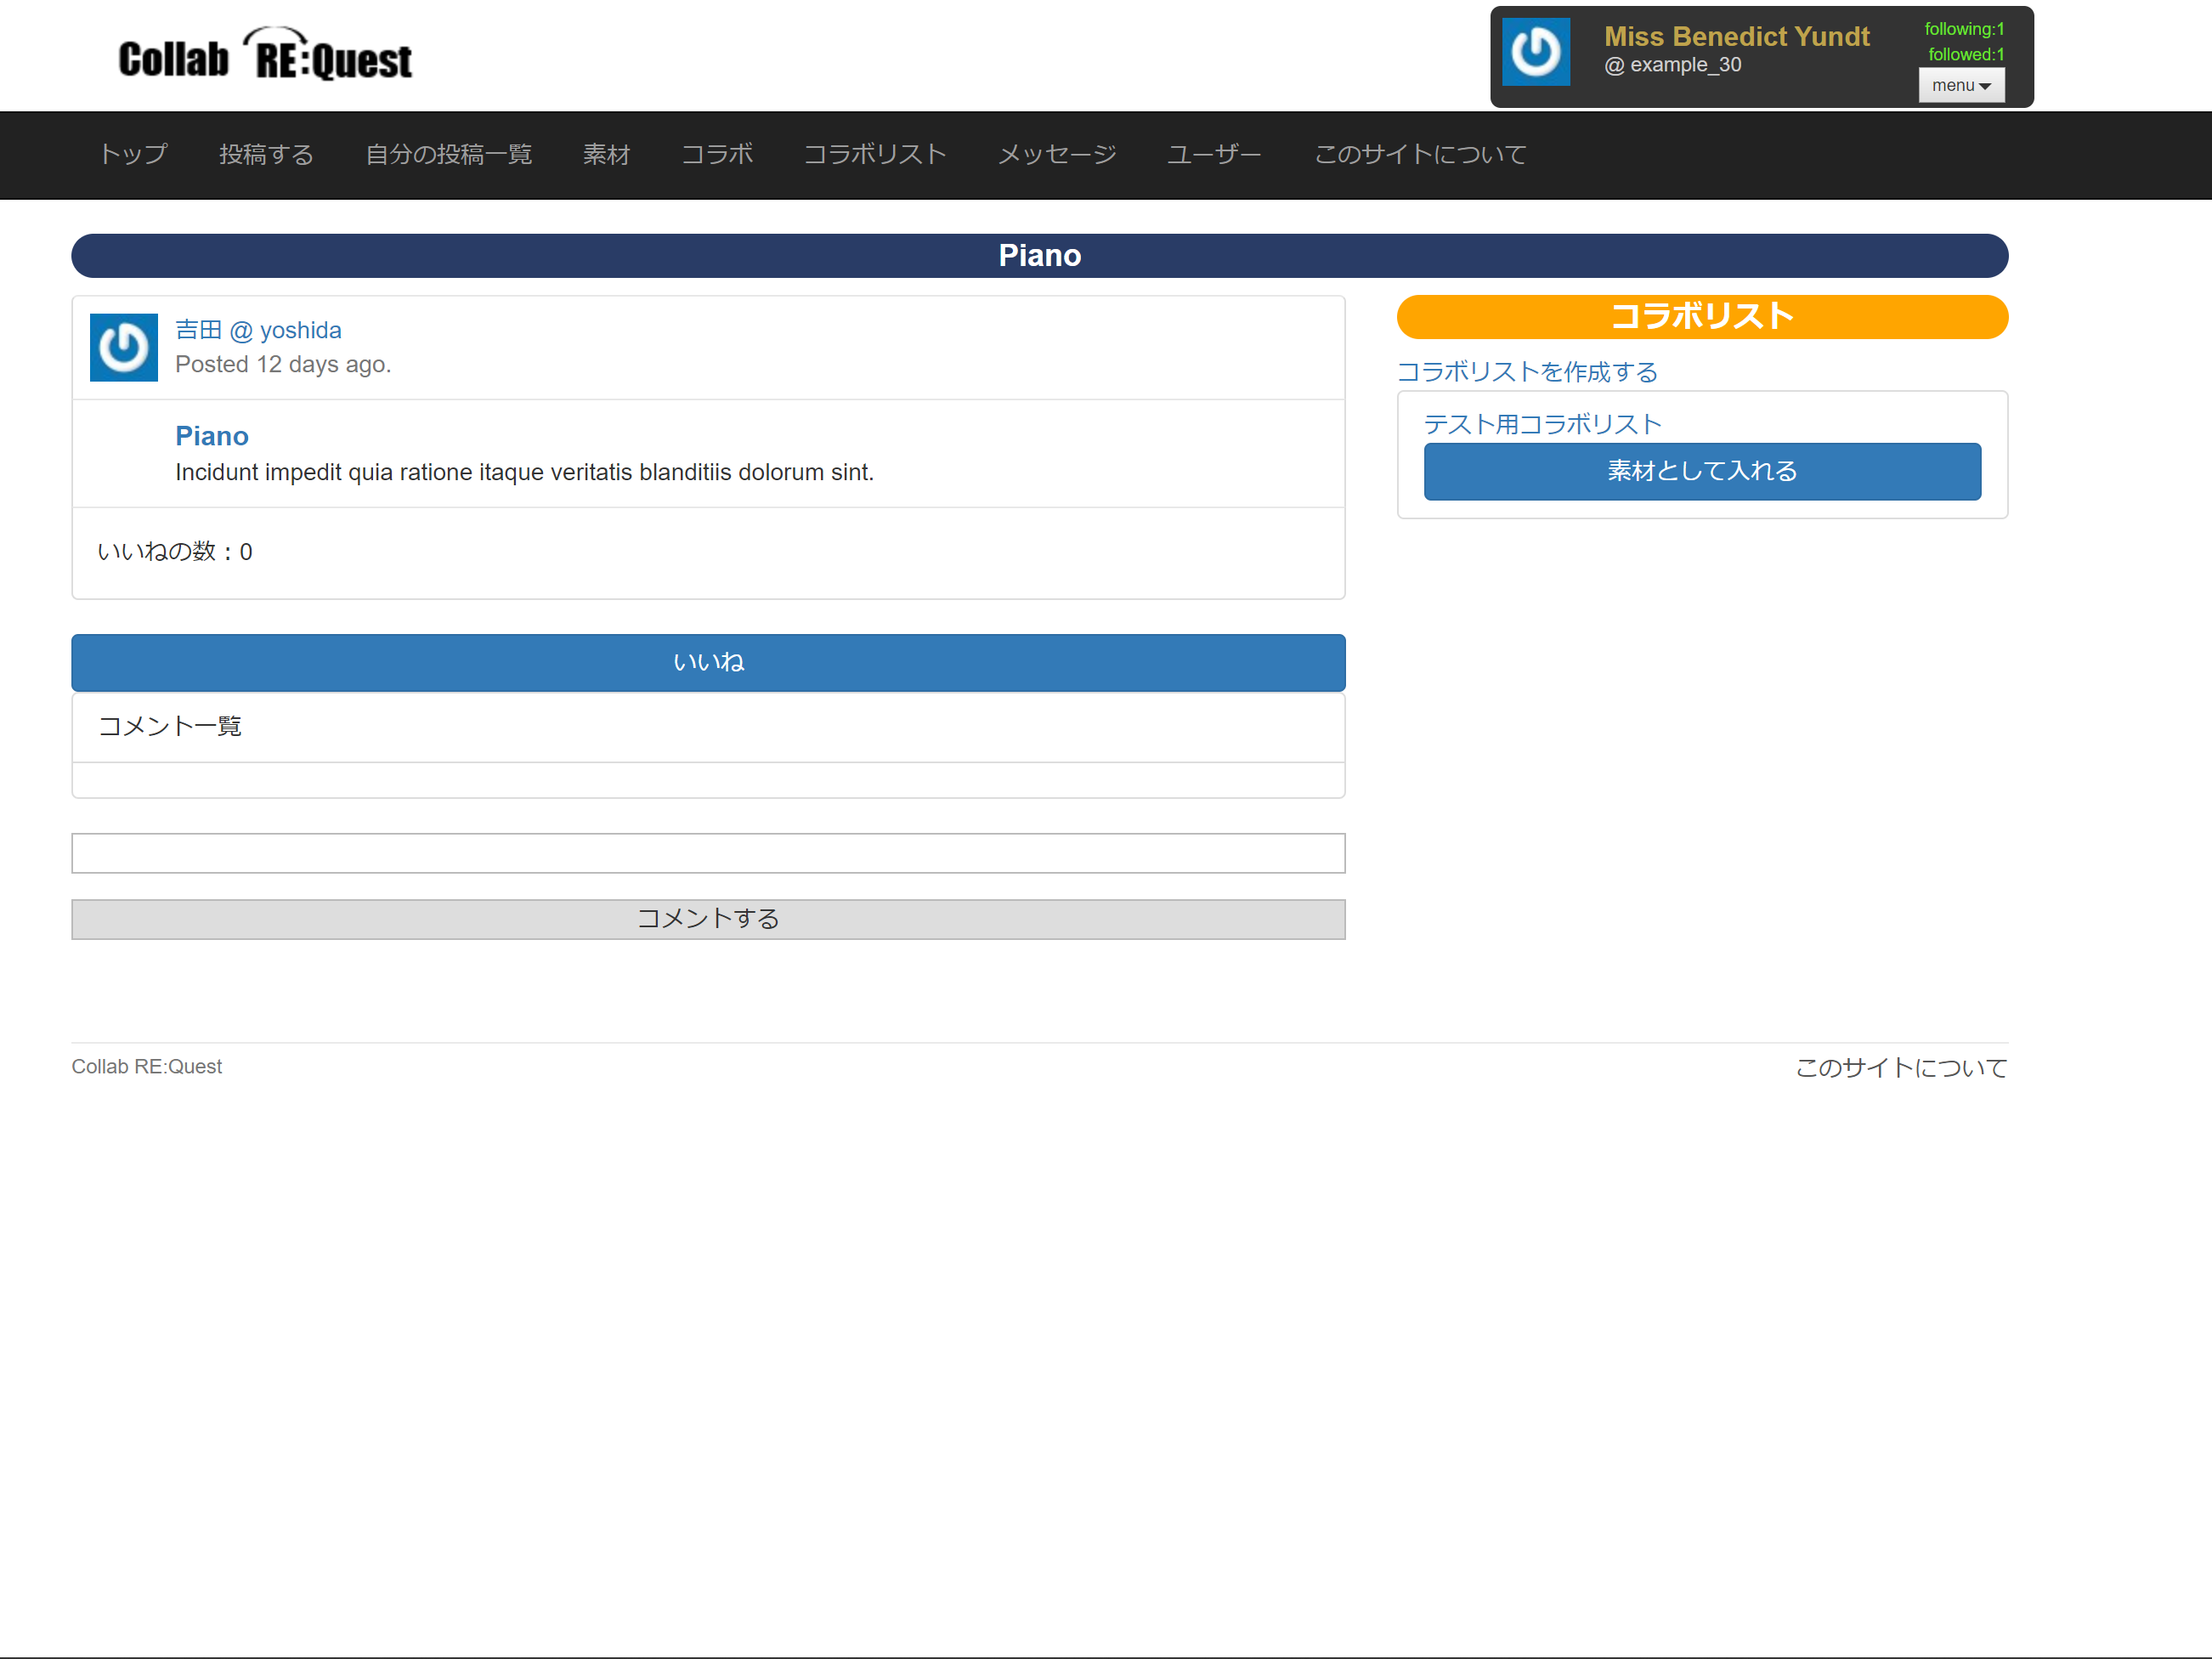 Collab RE:Quest
Miss Benedict Yundt
@ example_30
following:1
followed:1
menu
トップ 投稿する 自分の投稿一覧 素材 コラボ コラボリスト メッセージ ユーザー このサイトについて
Piano
吉田 @ yoshida
Posted 12 days ago.
Piano
Incidunt impedit quia ratione itaque veritatis blanditiis dolorum sint.
いいねの数：0
いいね
コメント一覧
コメントする
コラボリスト
コラボリストを作成する
テスト用コラボリスト
素材として入れる
Collab RE:Quest
このサイトについて